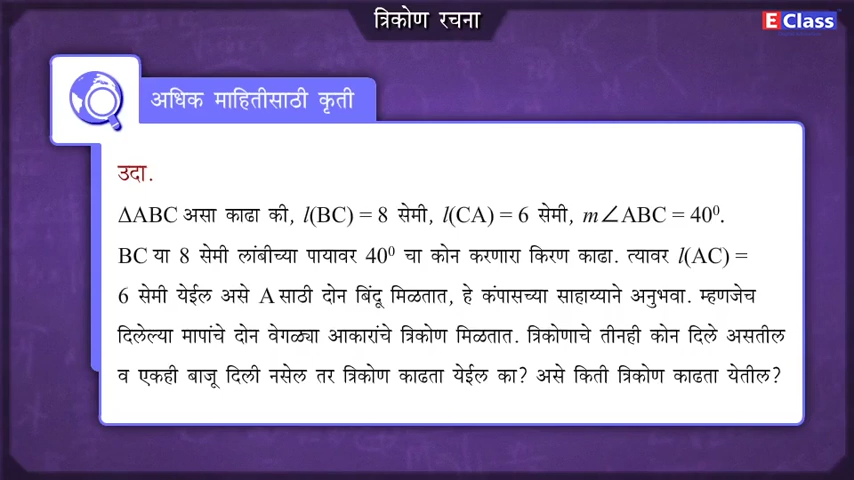 त्रिकोण रचना
E Class
अधिक माहितीसाठी कृती
उदा.
ΔABC असा काढा की, l(BC) = 8 सेमी, l(CA) = 6 सेमी, m∠ABC = 40⁰.
BC या 8 सेमी लांबीच्या पायावर 40⁰ चा कोन करणारा किरण काढा. त्यावर l(AC) =
6 सेमी येईल असे A साठी दोन बिंदू मिळतात, हे कंपासच्या साहाय्याने अनुभवा. म्हणजेच
दिलेल्या मापांचे दोन वेगळ्या आकारांचे त्रिकोण मिळतात. त्रिकोणाचे तीनही कोन दिले असतील
व एकही बाजू दिली नसेल तर त्रिकोण काढता येईल का? असे किती त्रिकोण काढता येतील?